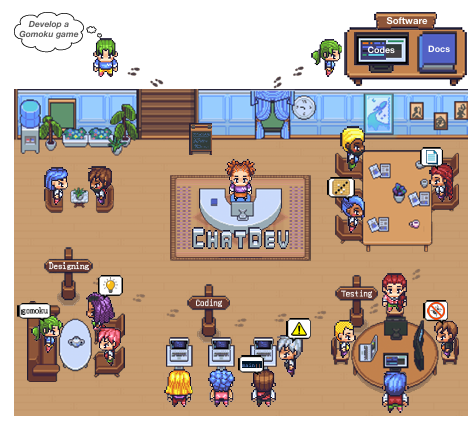 Develop a
Gomoku game
Software
Codes
Docs
CHATDEV
Designing
gomoku
Coding
Testing